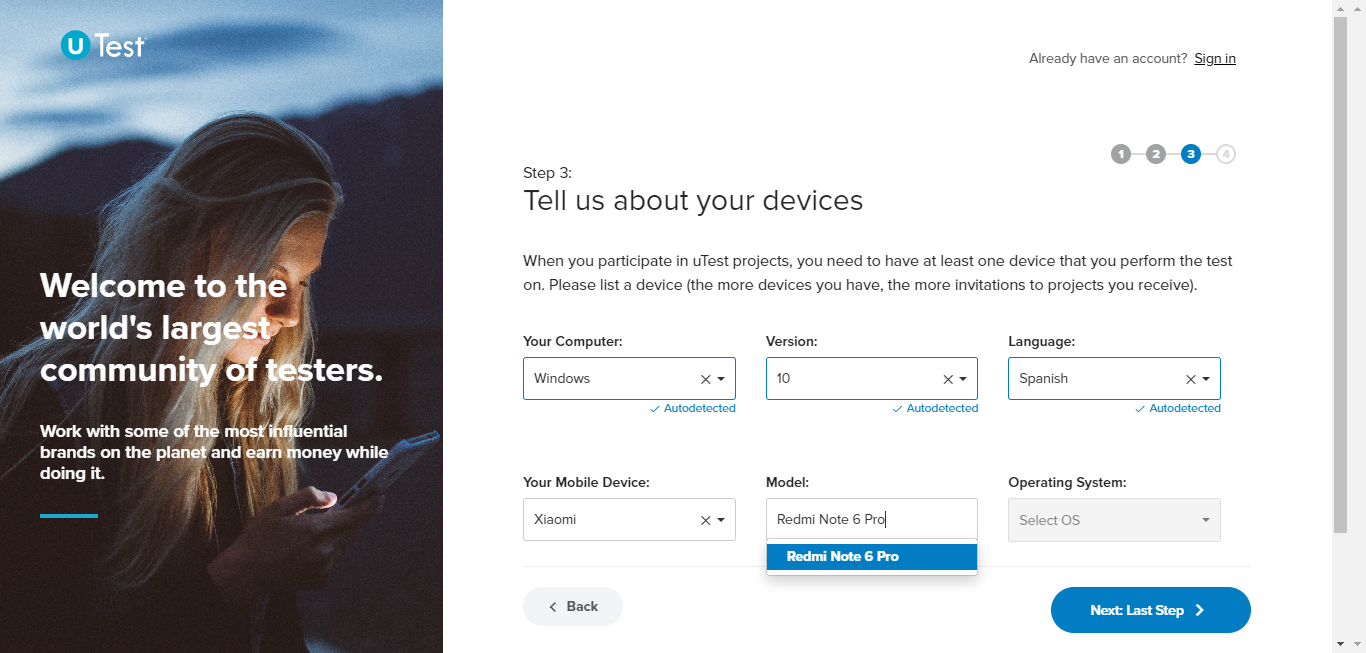 uTest
Already have an account? Sign in
1 2 3 4
Step 3:
Tell us about your devices
When you participate in uTest projects, you need to have at least one device that you perform the test
on. Please list a device (the more devices you have, the more invitations to projects you receive).
Welcome to the
world's largest
community of testers.
Work with some of the most influential
brands on the planet and earn money while
doing it.
Your Computer: Version: Language:
Windows 10 Spanish
Autodetected Autodetected Autodetected
Your Mobile Device: Model: Operating System:
Xiaomi Redmi Note 6 Pro Select OS
Redmi Note 6 Pro
Back Next: Last Step